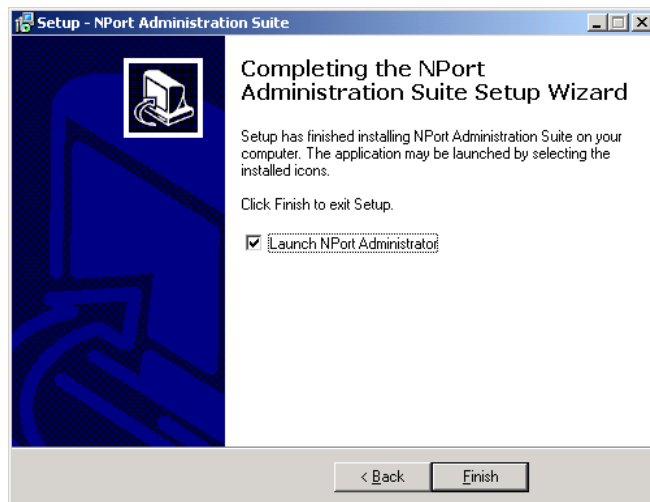 Setup - NPort Administration Suite
Completing the NPort
Administration Suite Setup Wizard
Setup has finished installing NPort Administration Suite on your
computer. The application may be launched by selecting the
installed icons.
Click Finish to exit Setup.
Launch NPort Administrator
< Back
Finish